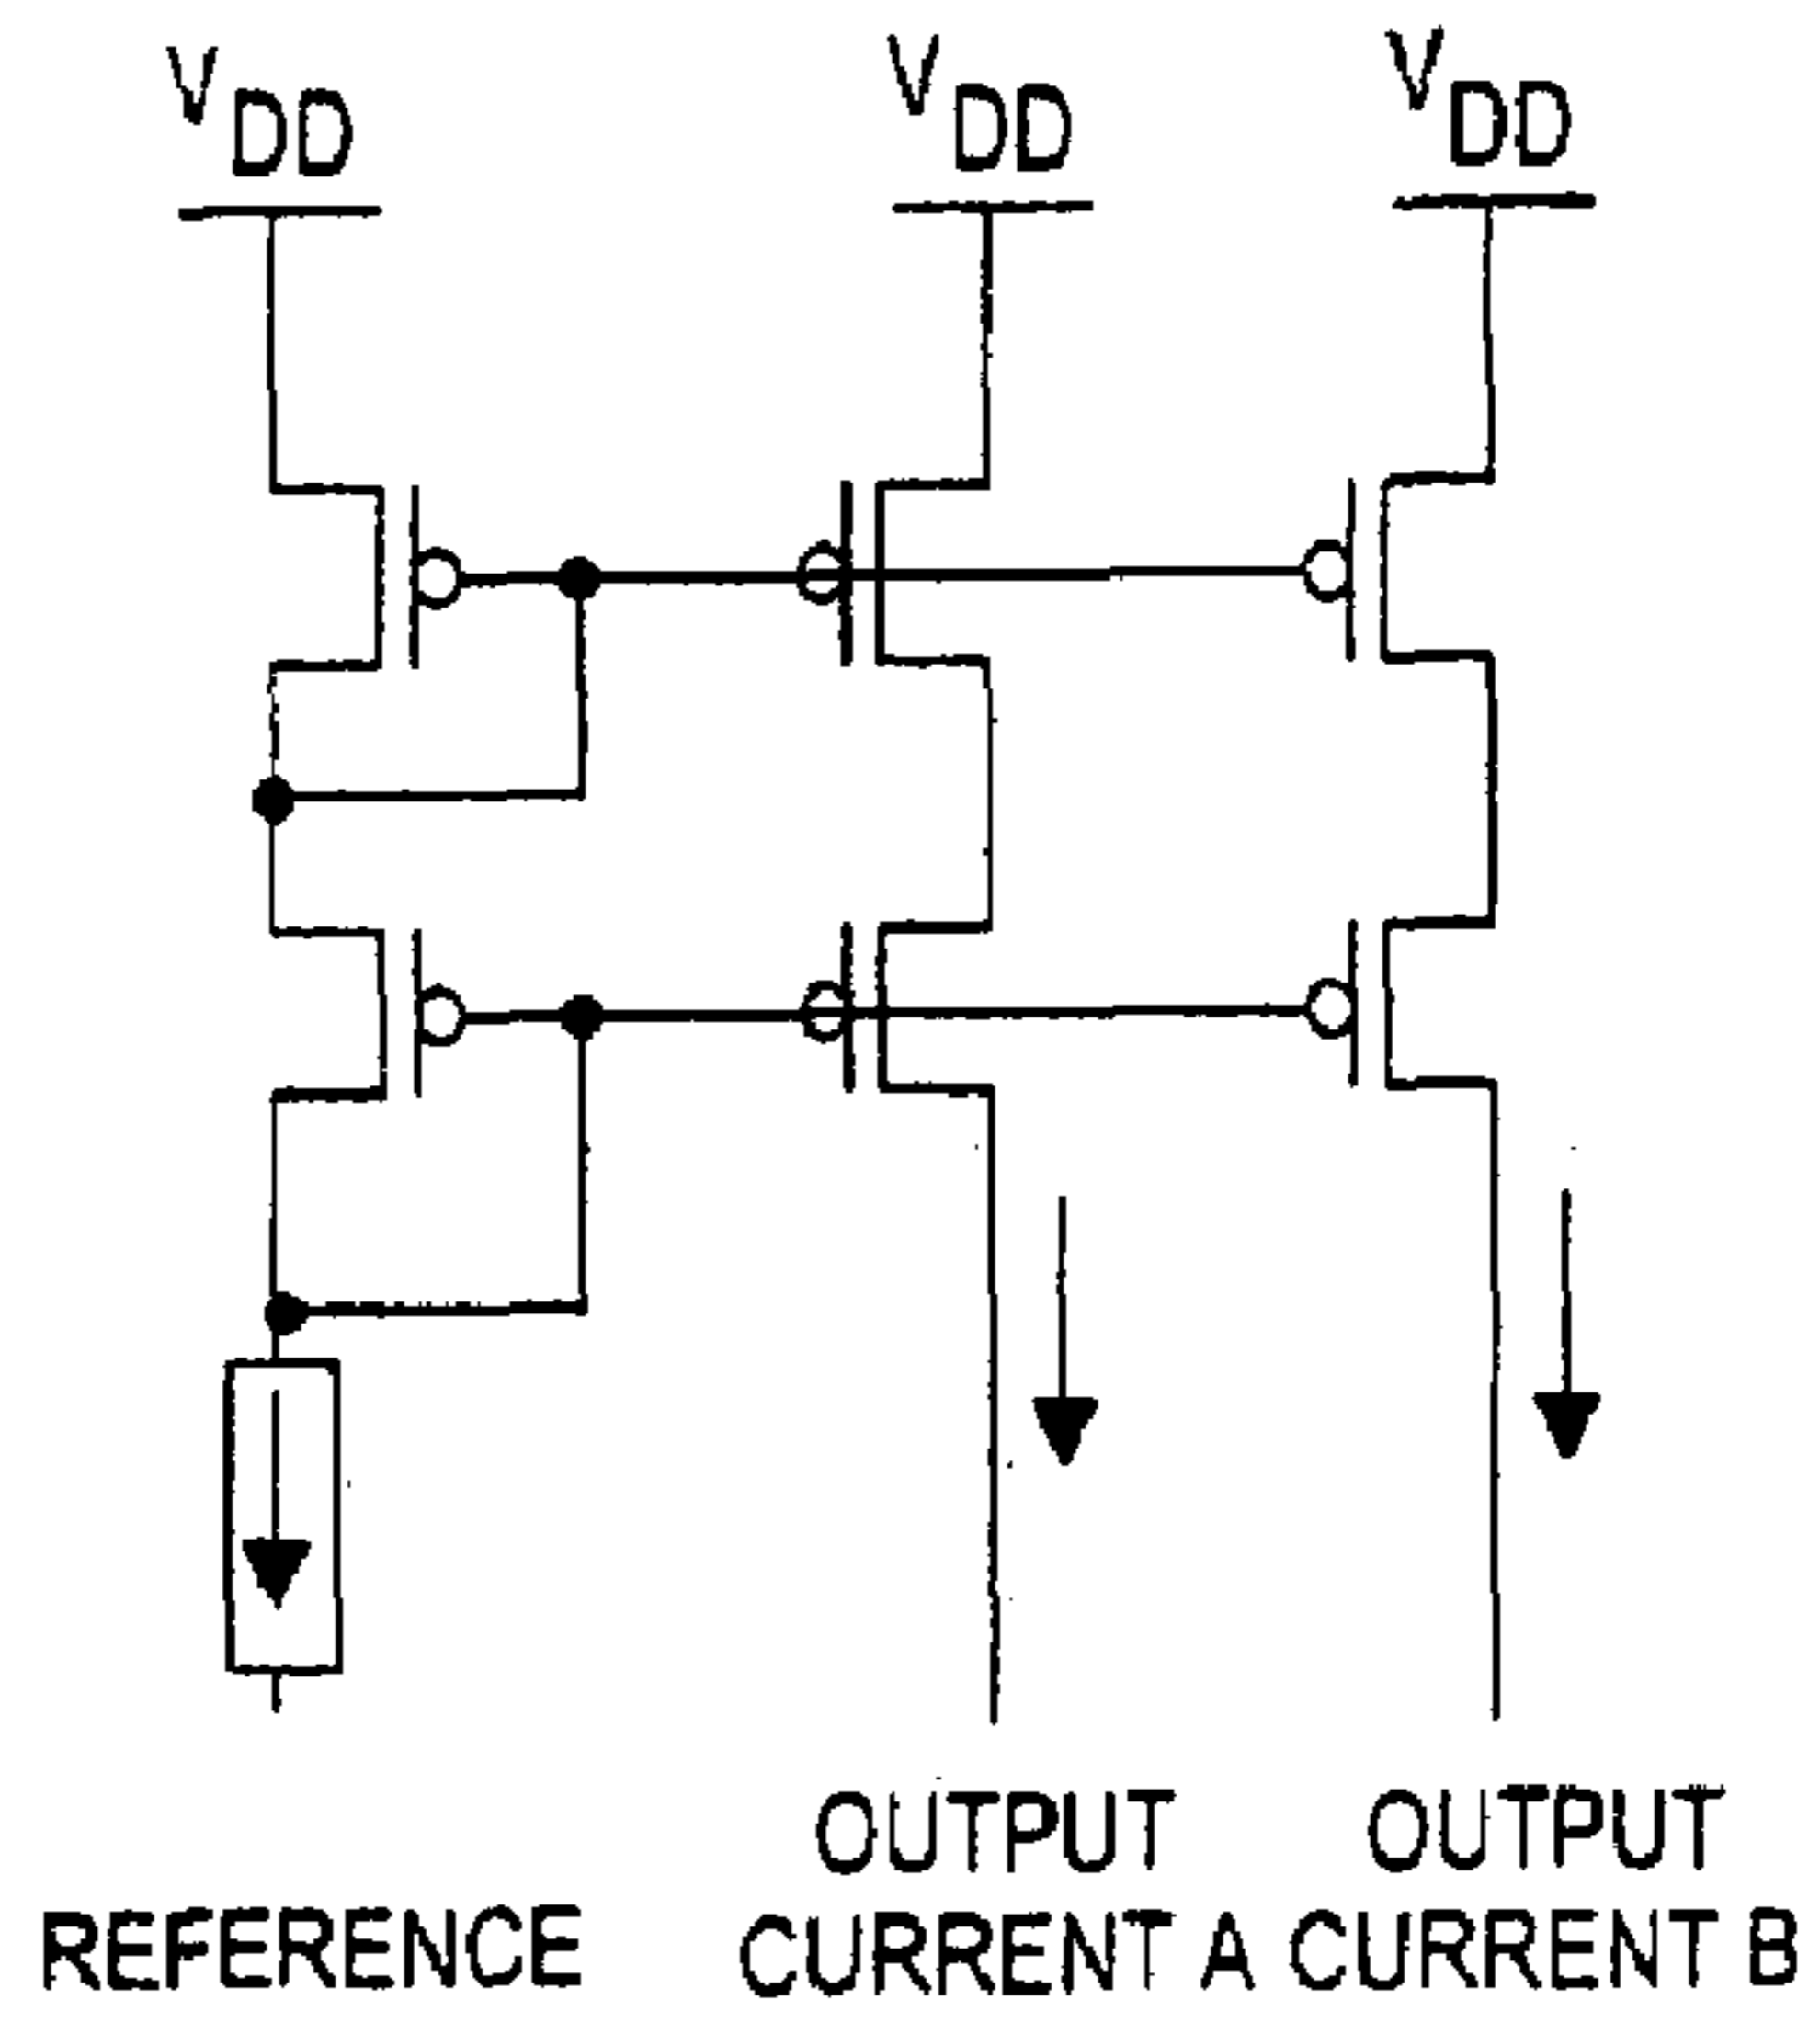 VDD
VDD
VDD
REFERENCE
OUTPUT
CURRENT A
OUTPUT
CURRENT B